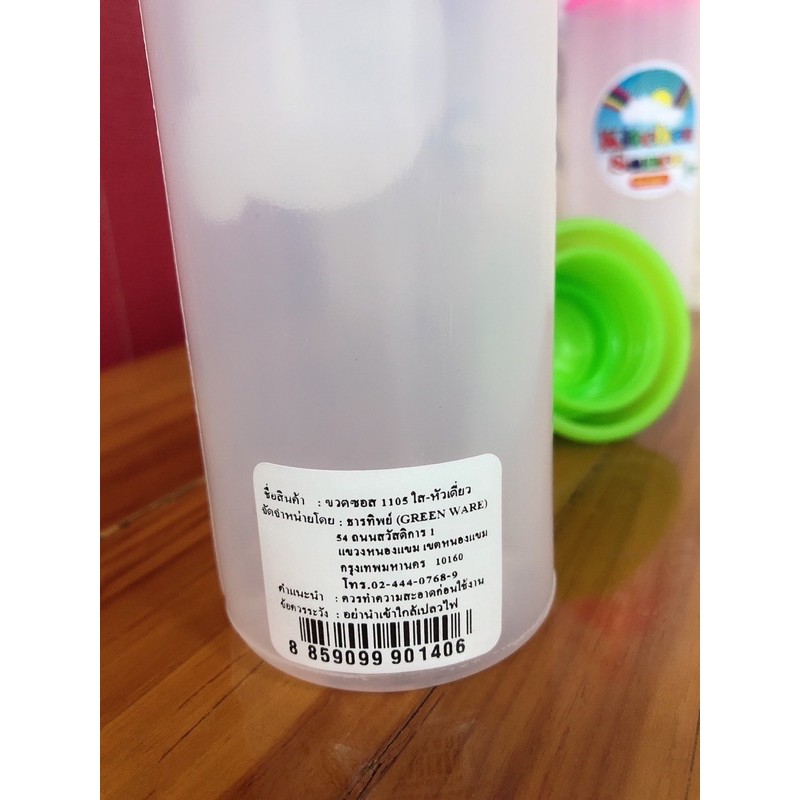 Kitchen
Sauce
ชื่อสินค้า : ขวดซอส 1105 ใส-หัวเดี่ยว
จัดจำหน่ายโดย : ธารทิพย์ (GREEN WARE)
54 ถนนสวัสดิการ 1
แขวงหนองแขม เขตหนองแขม
กรุงเทพมหานคร 10160
โทร.02-444-0768-9
คำแนะนำ : ควรทำความสะอาดก่อนใช้งาน
ข้อควรระวัง : อย่านำเข้าใกล้เปลวไฟ
8 859099 901406